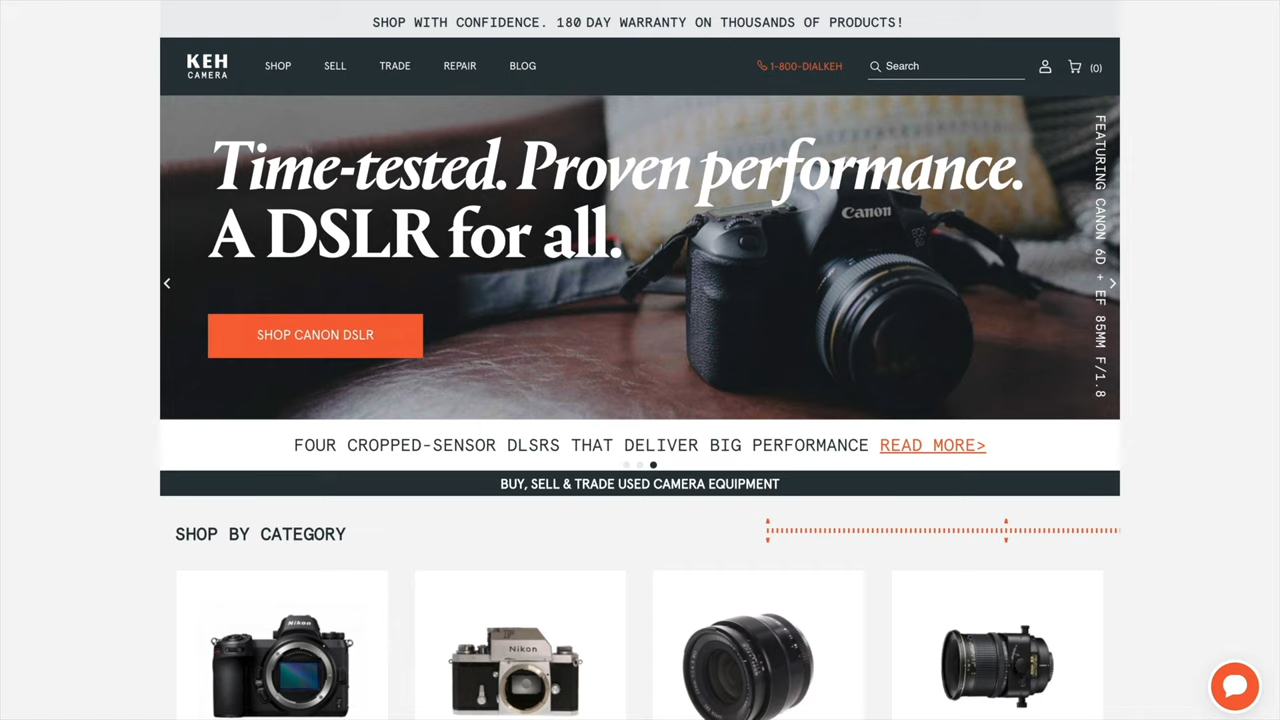 SHOP WITH CONFIDENCE. 180 DAY WARRANTY ON THOUSANDS OF PRODUCTS!
KEH
CAMERA
SHOP
SELL
TRADE
REPAIR
BLOG
1-800-DIALKEH
Search
(0)
Time-tested. Proven performance.
A DSLR for all.
Canon
EOS
6D
FEATURING CANON 6D + EF 85MM F/1.8
SHOP CANON DSLR
FOUR CROPPED-SENSOR DLSRS THAT DELIVER BIG PERFORMANCE READ MORE>
BUY, SELL & TRADE USED CAMERA EQUIPMENT
SHOP BY CATEGORY
Nikon
F
Nikon